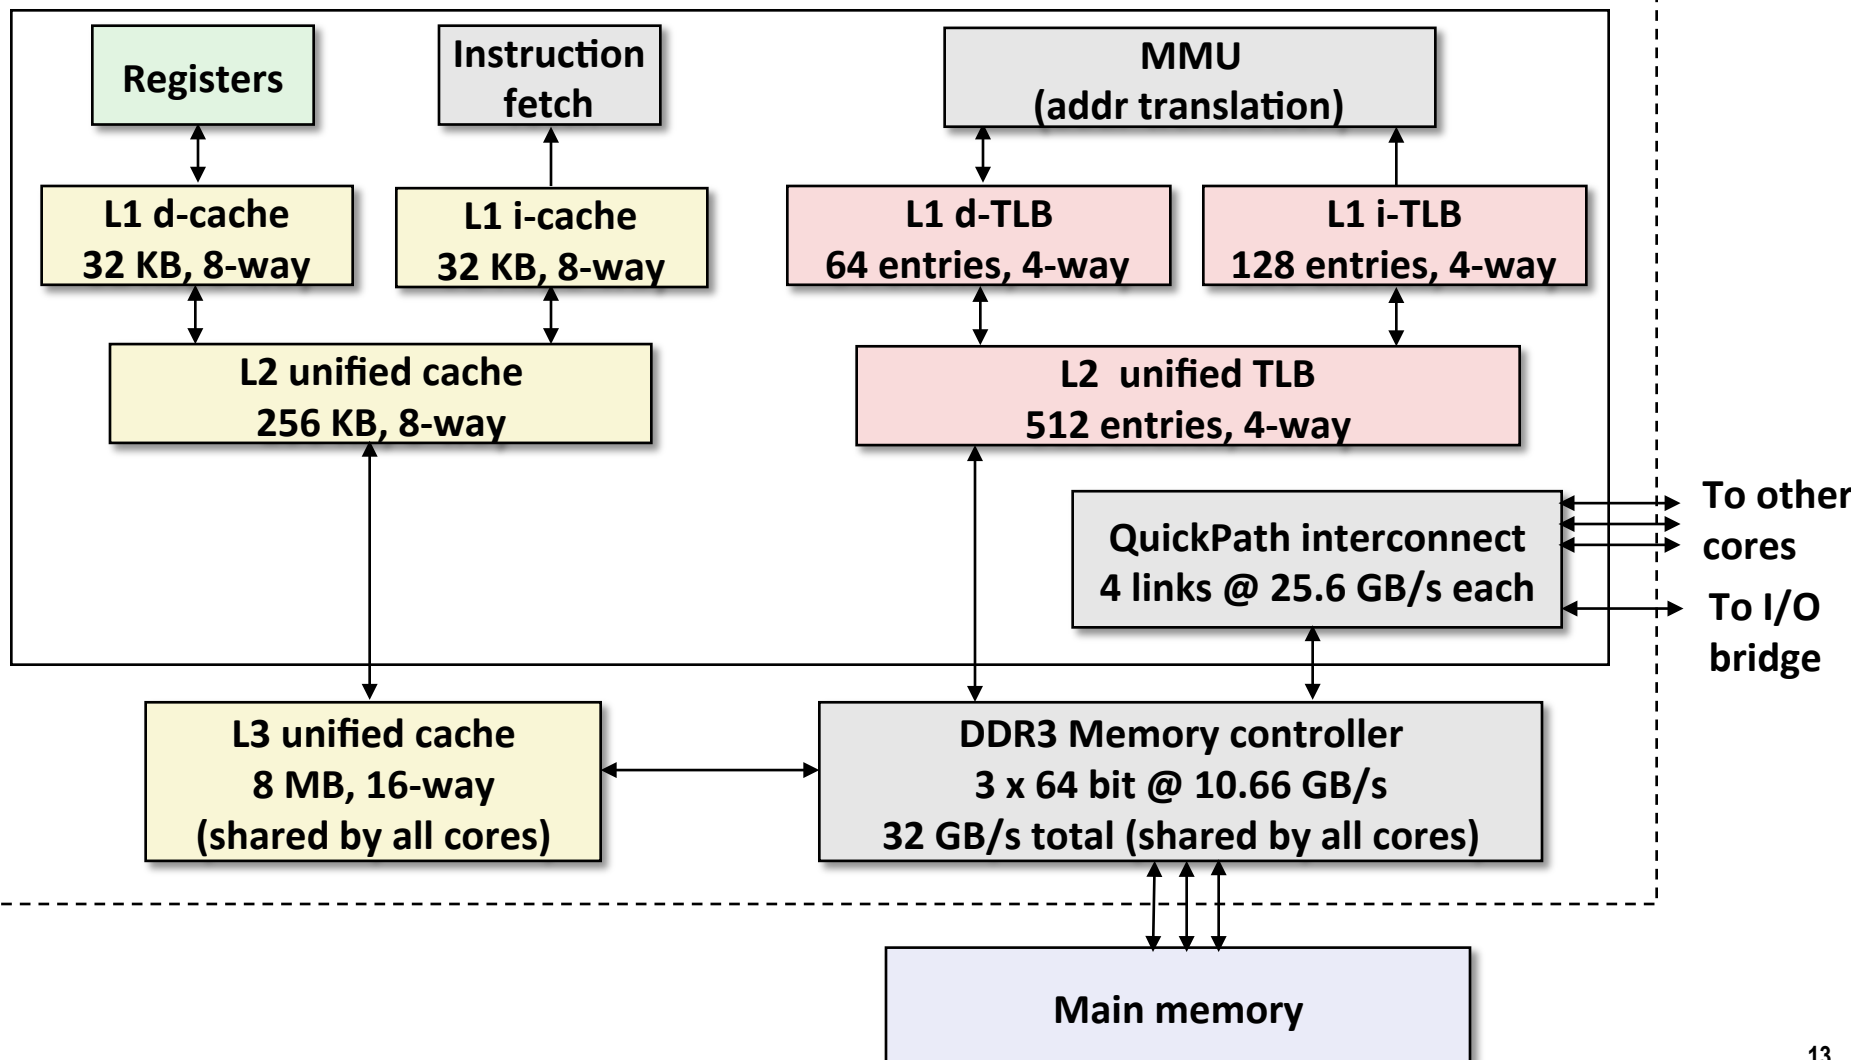 Registers
Instruction
fetch
MMU
(addr translation)
L1 d-cache
32 KB, 8-way
L1 i-cache
32 KB, 8-way
L1 d-TLB
64 entries, 4-way
L1 i-TLB
128 entries, 4-way
L2 unified cache
256 KB, 8-way
L2 unified TLB
512 entries, 4-way
QuickPath interconnect
4 links @ 25.6 GB/s each
To other
cores
To I/O
bridge
L3 unified cache
8 MB, 16-way
(shared by all cores)
DDR3 Memory controller
3 x 64 bit @ 10.66 GB/s
32 GB/s total (shared by all cores)
Main memory
13